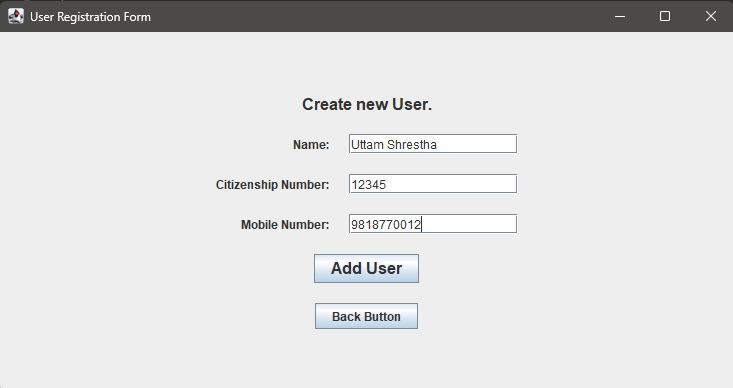 User Registration Form
Create new User.
Name: Uttam Shrestha
Citizenship Number: 12345
Mobile Number: 9818770012
Add User
Back Button